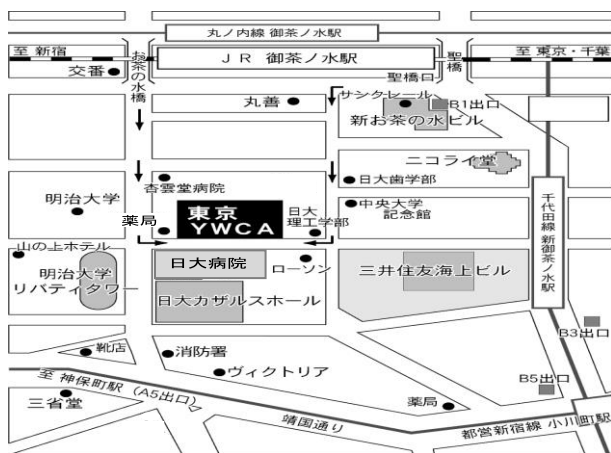 丸ノ内線 御茶ノ水駅
至 新宿
お茶の水橋
JR 御茶ノ水駅
聖橋
至 東京・千葉
交番
聖橋口
丸善
サンクレール
B1出口
新お茶の水ビル
ニコライ堂
杏雲堂病院
日大歯学部
明治大学
東京
YWCA
薬局
日大
理工学部
中央大学
記念館
千代田線 新御茶ノ水駅
山の上ホテル
明治大学
リバティタワー
日大病院
ローソン
三井住友海上ビル
日大カザルスホール
B3出口
靴店
消防署
ヴィクトリア
B5出口
至 神保町駅 (A5出口)
三省堂
薬局
靖国通り
都営新宿線 小川町駅